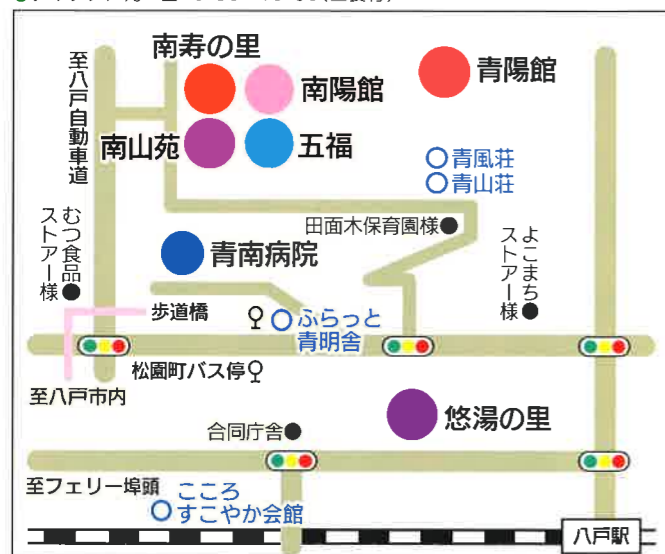 南寿の里
南陽館
青陽館
南山苑
五福
至八戸自動車道
青風荘
青山荘
田面木保育園様
むつ食品
ストアー様
よこまち
ストアー様
青南病院
歩道橋
ふらっと
青明舎
松園町バス停
至八戸市内
悠湯の里
合同庁舎
至フェリー埠頭
こころ
すこやか会館
八戸駅